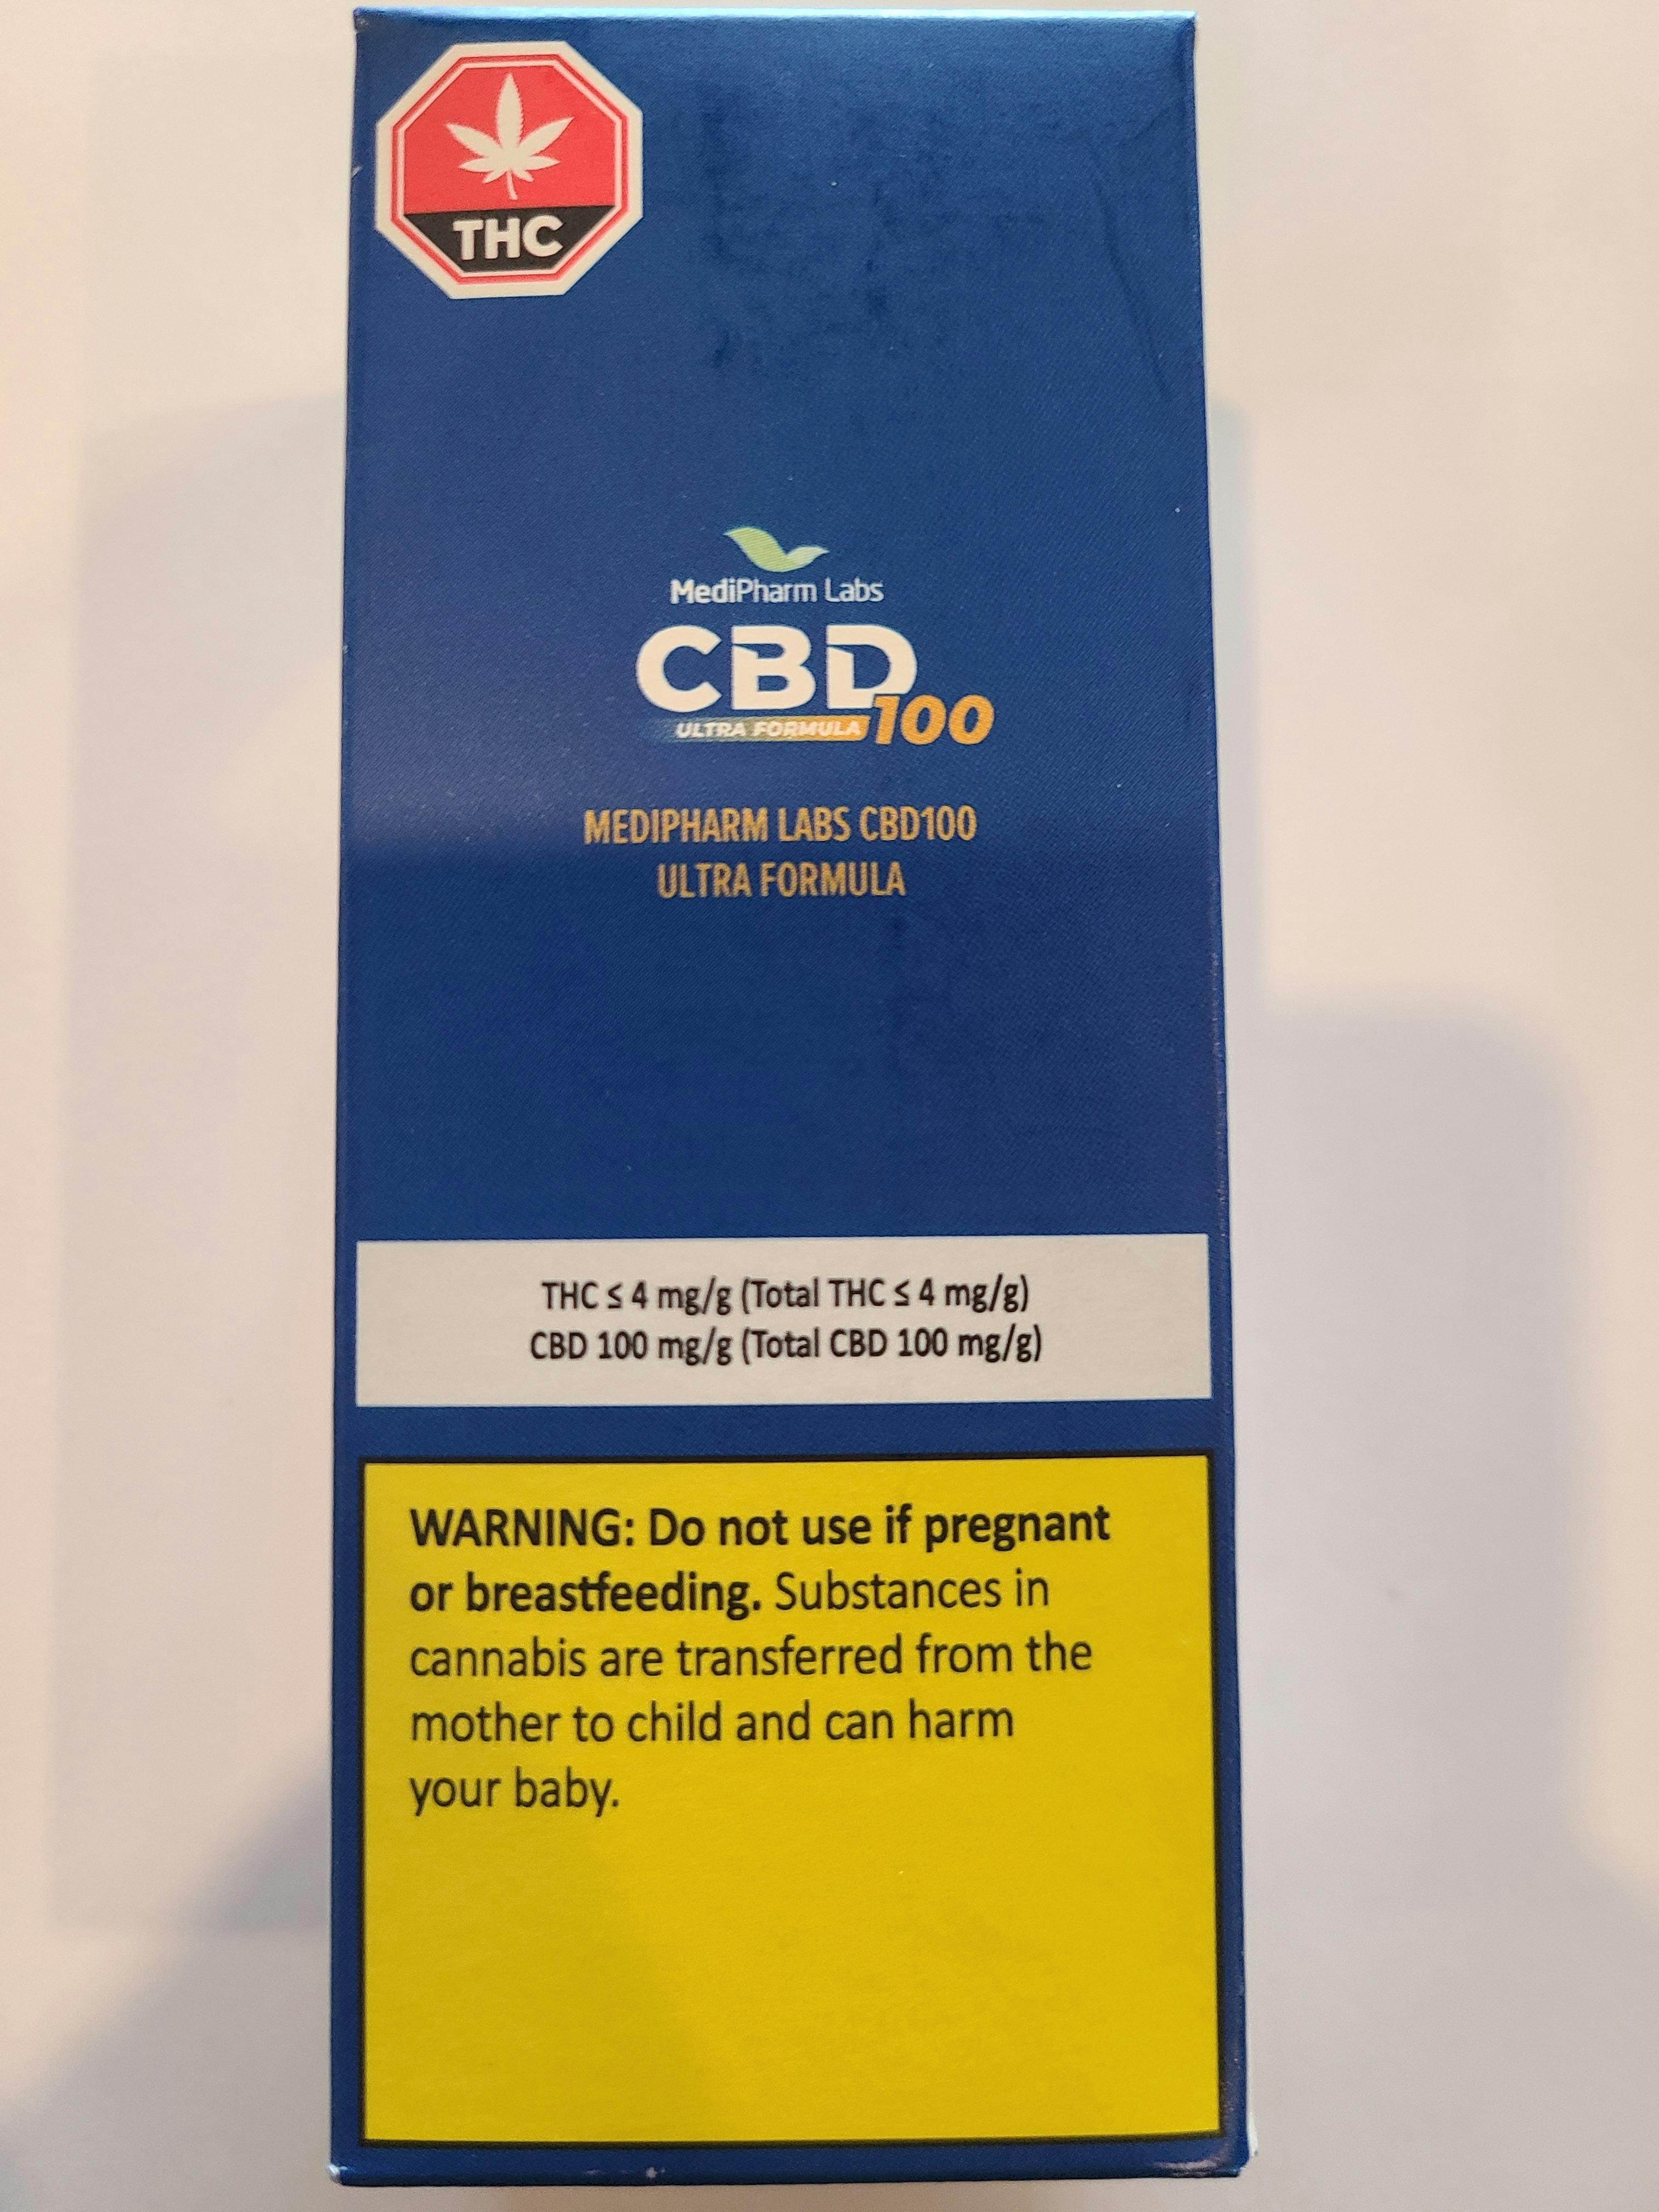 THC
MediPharm Labs
CBD
ULTRA FORMULA 100
MEDIPHARM LABS CBD100
ULTRA FORMULA
THC ≤ 4 mg/g (Total THC ≤ 4 mg/g)
CBD 100 mg/g (Total CBD 100 mg/g)
WARNING: Do not use if pregnant
or breastfeeding. Substances in
cannabis are transferred from the
mother to child and can harm
your baby.